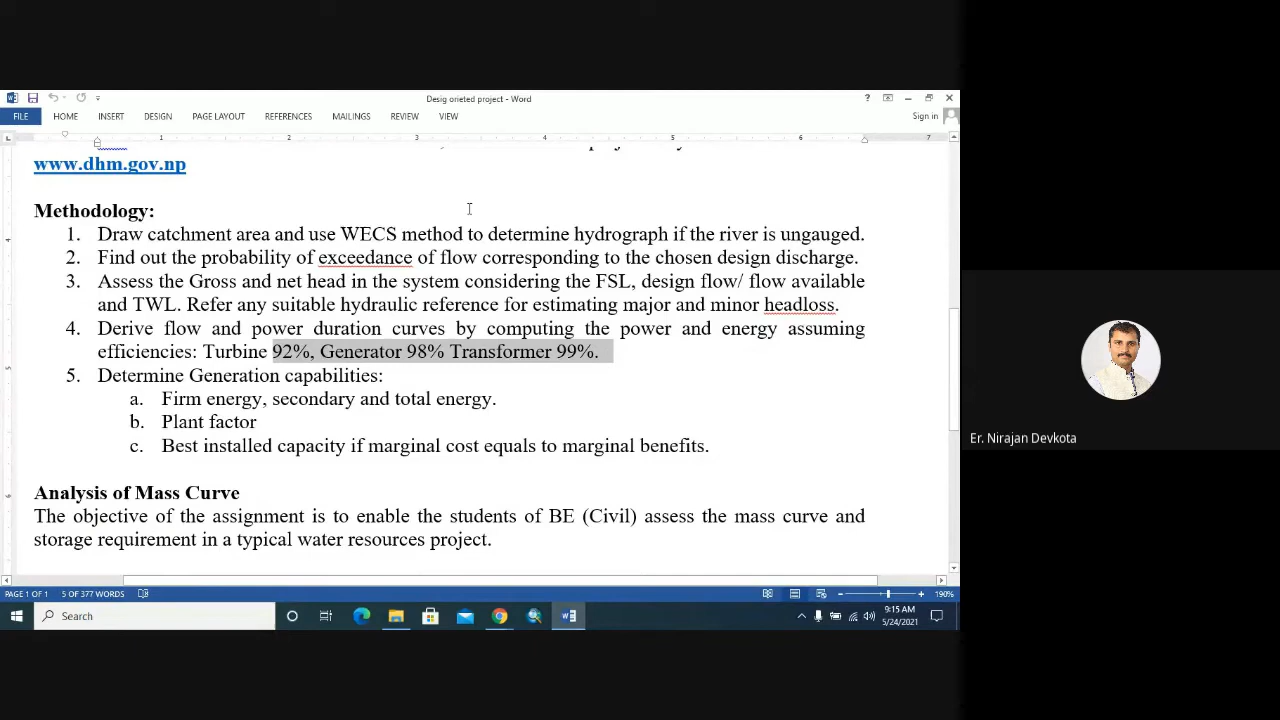 Desig orieted project - Word
?
Sign in
FILE HOME INSERT DESIGN PAGE LAYOUT REFERENCES MAILINGS REVIEW VIEW
1 2 3 4 5 6 7
www.dhm.gov.np
Methodology:
1. Draw catchment area and use WECS method to determine hydrograph if the river is ungauged.
2. Find out the probability of exceedance of flow corresponding to the chosen design discharge.
3. Assess the Gross and net head in the system considering the FSL, design flow/ flow available
and TWL. Refer any suitable hydraulic reference for estimating major and minor headloss.
4. Derive flow and power duration curves by computing the power and energy assuming
efficiencies: Turbine 92%, Generator 98% Transformer 99%.
5. Determine Generation capabilities:
a. Firm energy, secondary and total energy.
b. Plant factor
c. Best installed capacity if marginal cost equals to marginal benefits.
Analysis of Mass Curve
The objective of the assignment is to enable the students of BE (Civil) assess the mass curve and
storage requirement in a typical water resources project.
PAGE 1 OF 1 5 OF 377 WORDS
190%
Search
9:15 AM
5/24/2021
Er. Nirajan Devkota